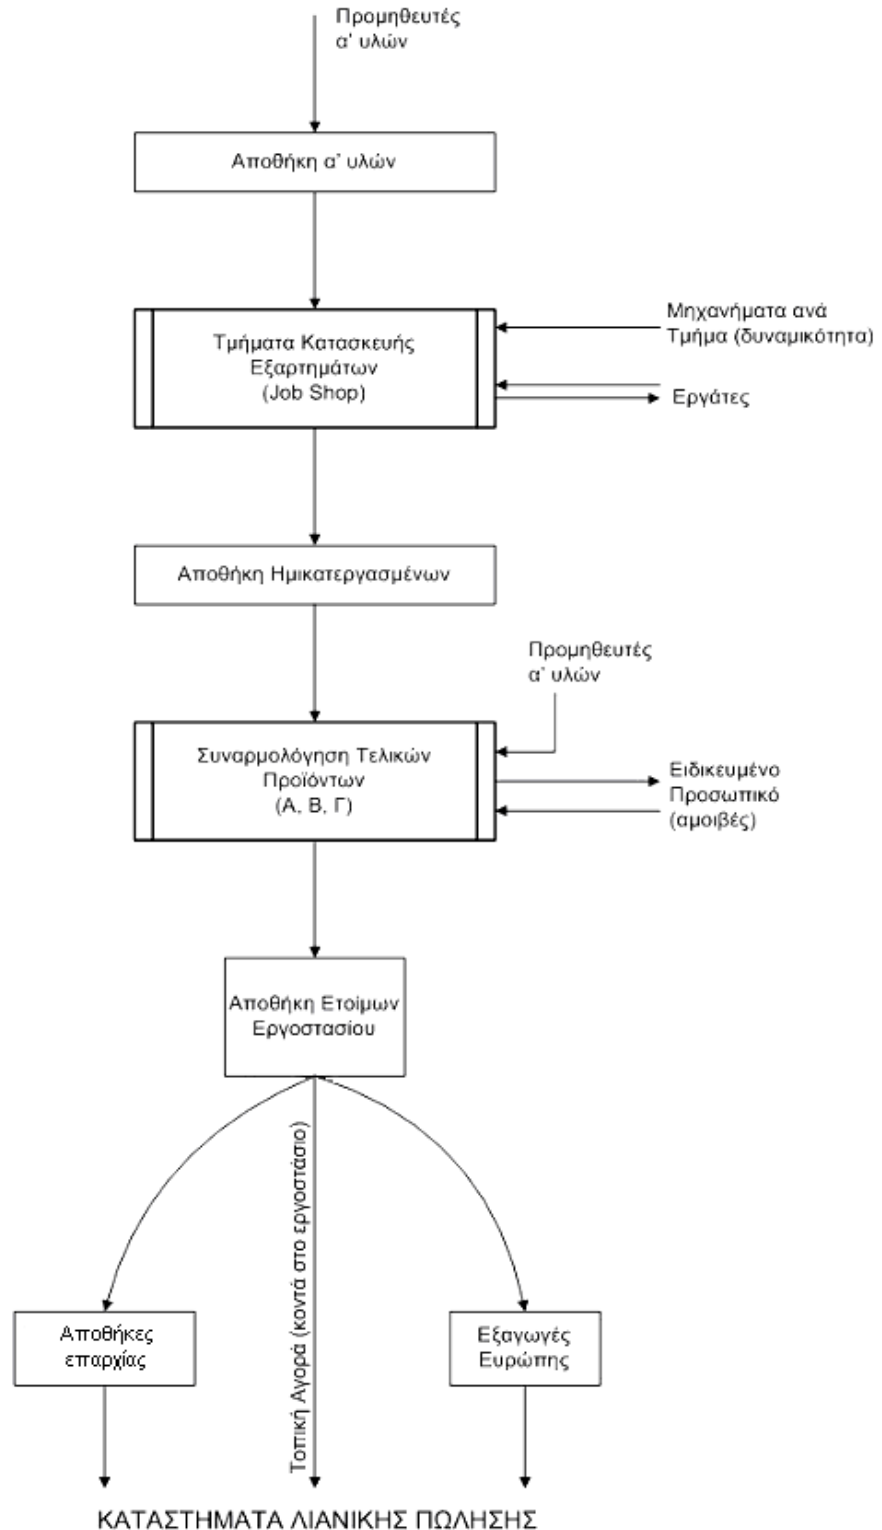 Προμηθευτές
α' υλών
Αποθήκη α' υλών
Τμήματα Κατασκευής
Εξαρτημάτων
(Job Shop)
Μηχανήματα ανά
Τμήμα (δυναμικότητα)
Εργάτες
Αποθήκη Ημικατεργασμένων
Προμηθευτές
α' υλών
Συναρμολόγηση Τελικών
Προϊόντων
(Α, Β, Γ)
Ειδικευμένο
Προσωπικό
(αμοιβές)
Αποθήκη Ετοίμων
Εργοστασίου
Τοπική Αγορά (κοντά στο εργοστάσιο)
Αποθήκες
επαρχίας
Εξαγωγές
Ευρώπης
ΚΑΤΑΣΤΗΜΑΤΑ ΛΙΑΝΙΚΗΣ ΠΩΛΗΣΗΣ